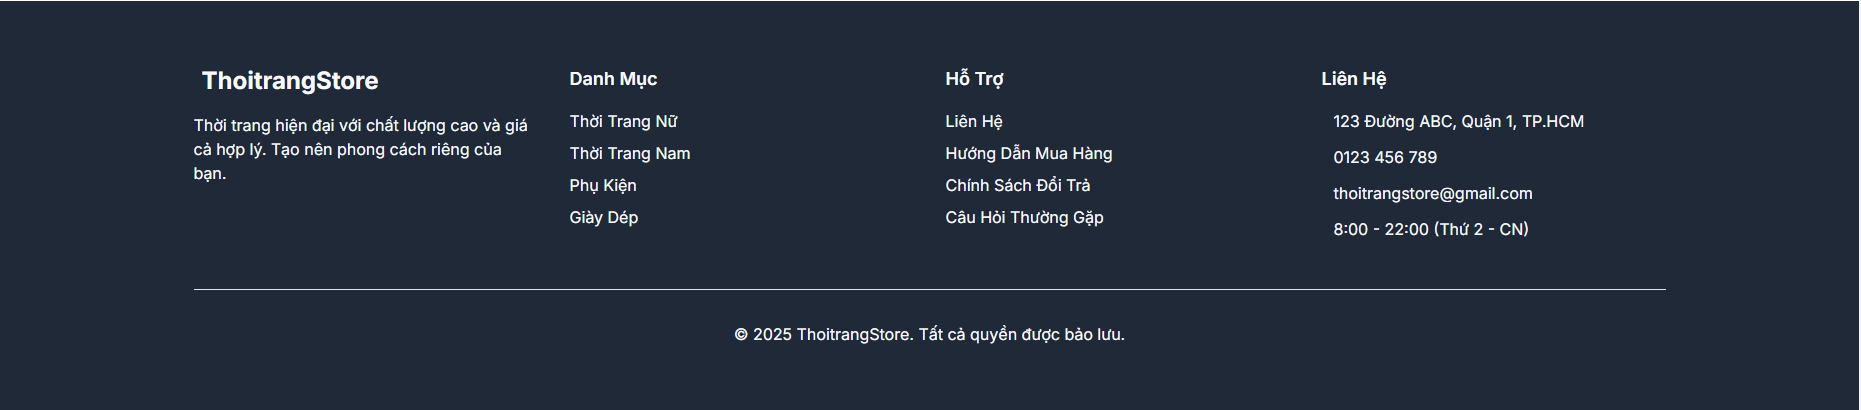 ThoitrangStore
Thời trang hiện đại với chất lượng cao và giá
cả hợp lý. Tạo nên phong cách riêng của
bạn.
Danh Mục
Thời Trang Nữ
Thời Trang Nam
Phụ Kiện
Giày Dép
Hỗ Trợ
Liên Hệ
Hướng Dẫn Mua Hàng
Chính Sách Đổi Trả
Câu Hỏi Thường Gặp
Liên Hệ
123 Đường ABC, Quận 1, TP.HCM
0123 456 789
thoitrangstore@gmail.com
8:00 - 22:00 (Thứ 2 - CN)
© 2025 ThoitrangStore. Tất cả quyền được bảo lưu.